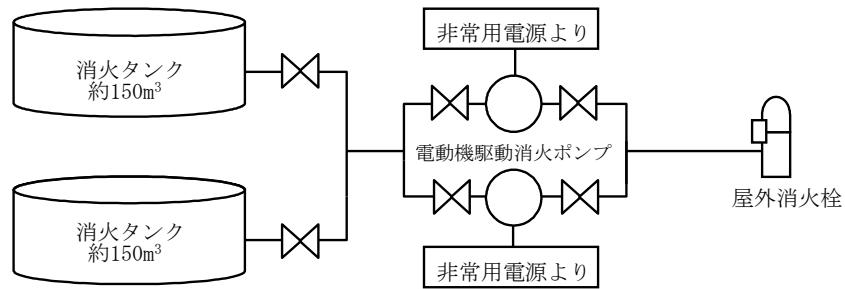 非常用電源より
消火タンク
約150m³
電動機駆動消火ポンプ
屋外消火栓
消火タンク
約150m³
非常用電源より